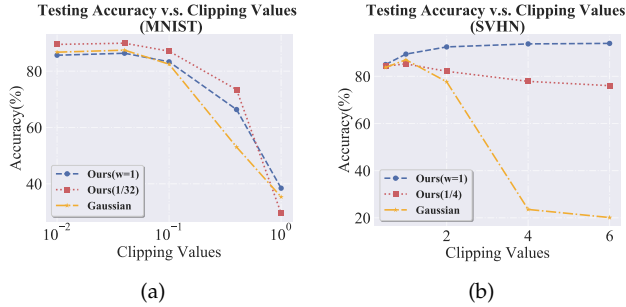 Testing Accuracy v.s. Clipping Values
(MNIST)
Accuracy(%)
80
60
40
Ours(w=1)
Ours(1/32)
Gaussian
10⁻²
10⁻¹
10⁰
Clipping Values
(a)
Testing Accuracy v.s. Clipping Values
(SVHN)
Accuracy(%)
80
60
40
20
Ours(w=1)
Ours(1/4)
Gaussian
2
4
6
Clipping Values
(b)